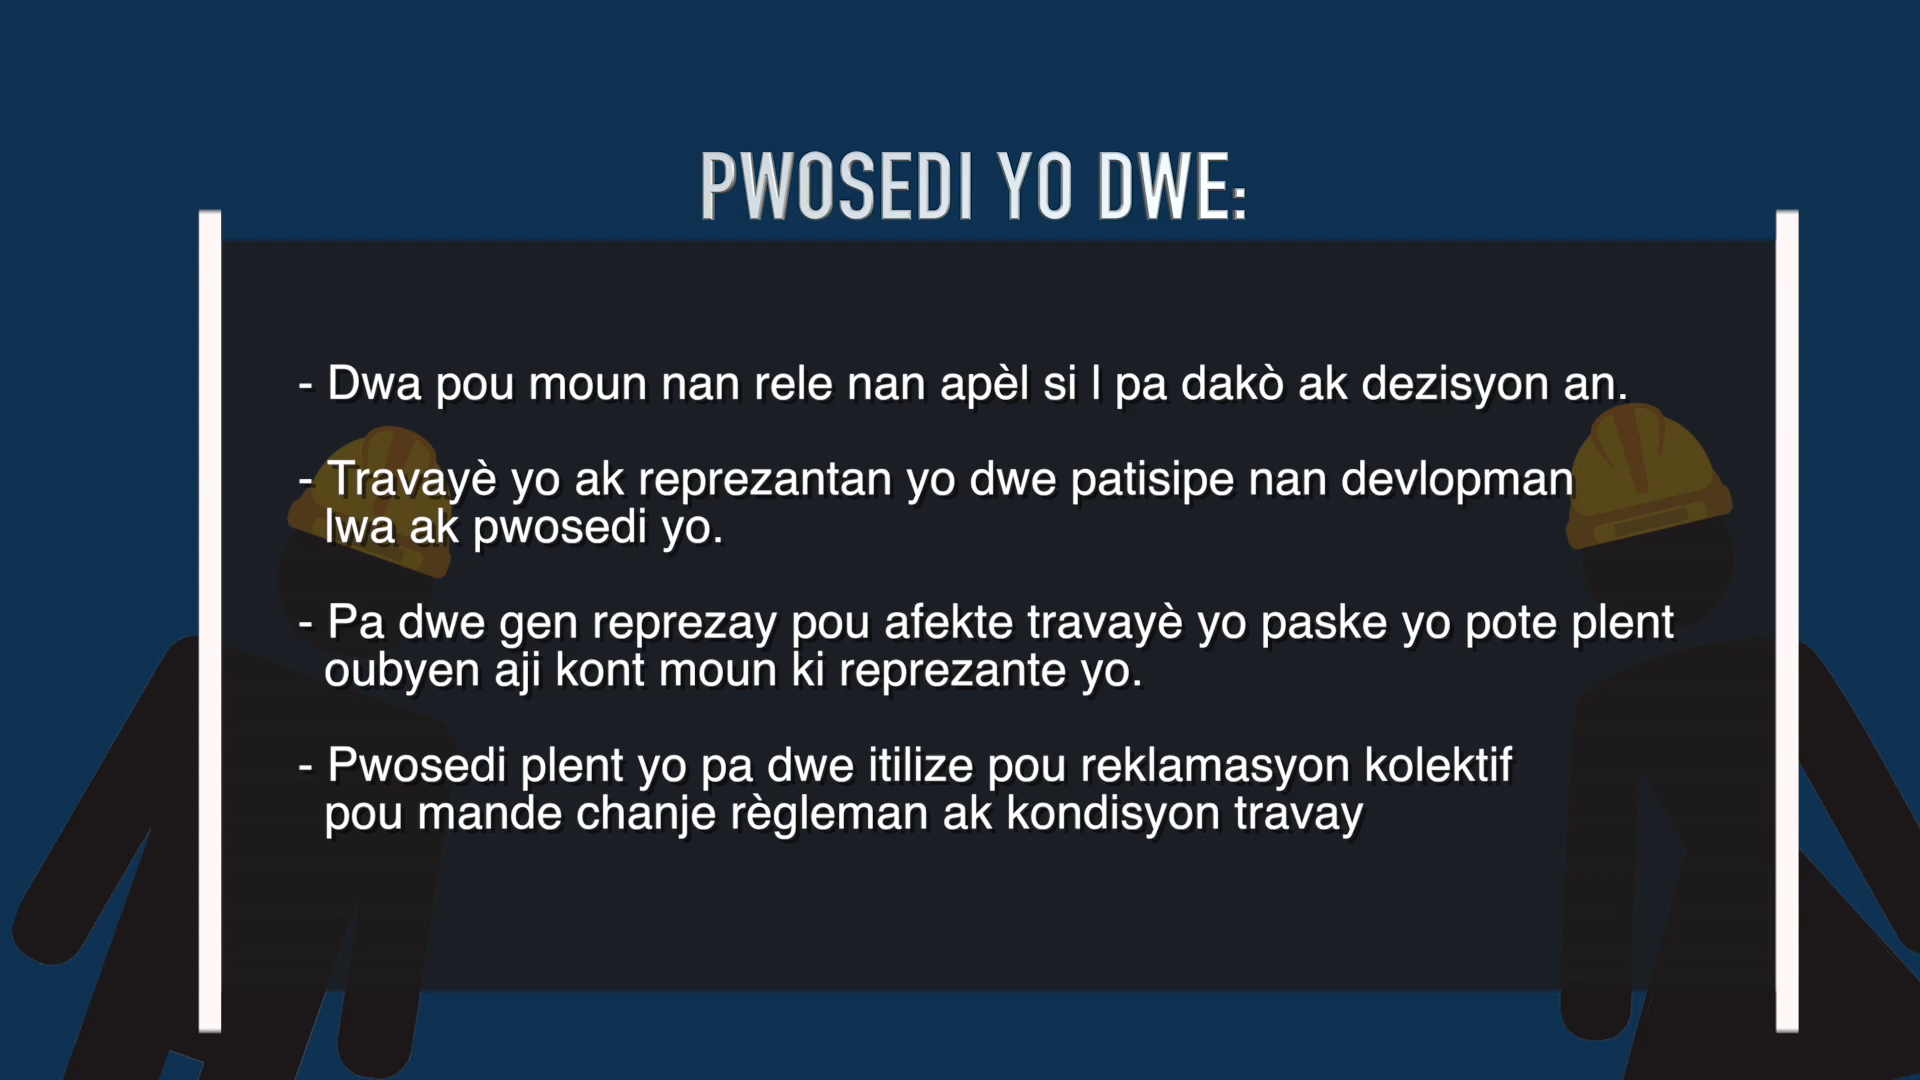 PWOSEDI YO DWE:
- Dwa pou moun nan rele nan apèl si l pa dakò ak dezisyon an.
- Travayè yo ak reprezantan yo dwe patisipe nan devlopman
lwa ak pwosedi yo.
- Pa dwe gen reprezay pou afekte travayè yo paske yo pote plent
oubyen aji kont moun ki reprezante yo.
- Pwosedi plent yo pa dwe itilize pou reklamasyon kolektif
pou mande chanje règleman ak kondisyon travay